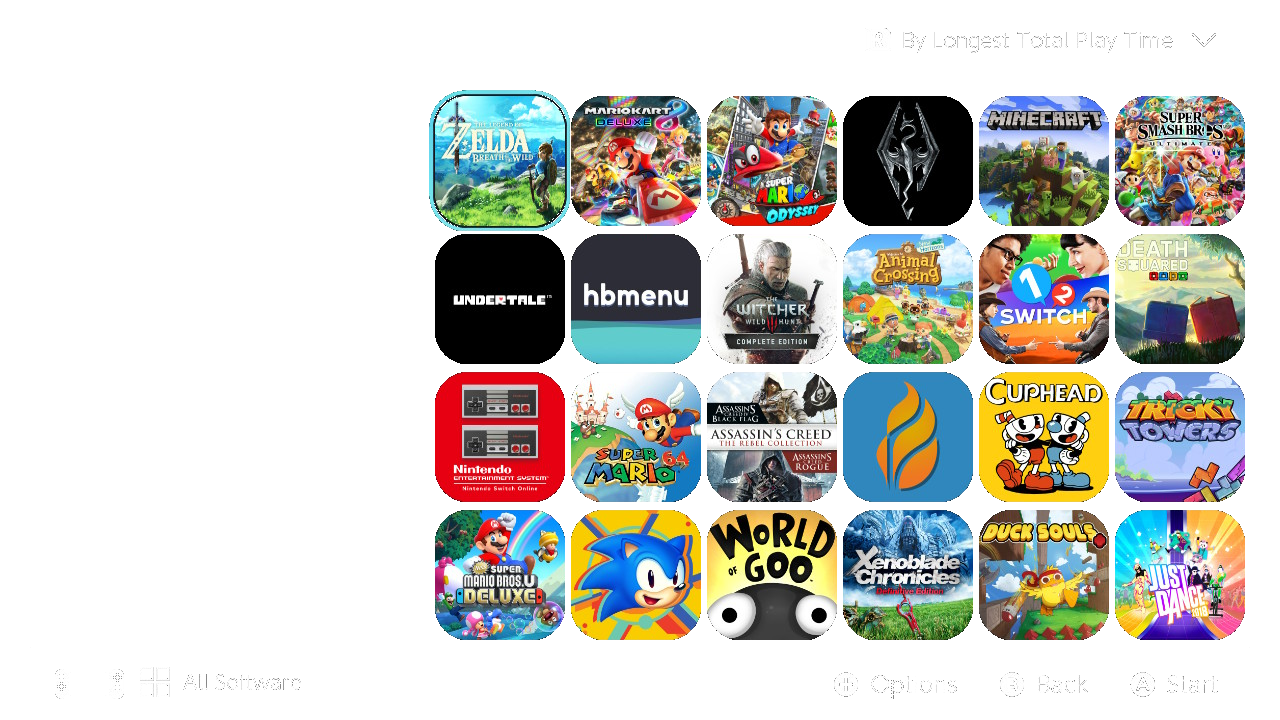 By Longest Total Play Time
THE LEGEND OF
ZELDA
BREATH OF THE WILD
MARIOKART 8
DELUXE
SUPER
MARIO
ODYSSEY
MINECRAFT
SUPER
SMASH BROS.
ULTIMATE
UNDERTALE™
hbmenu
THE
WITCHER
WILD HUNT
COMPLETE EDITION
Animal
Crossing
1 2
SWITCH
DEATH
SQUARED
Nintendo
ENTERTAINMENT SYSTEM
Nintendo Switch Online
SUPER
MARIO 64
ASSASSIN'S
CREED
BLACK FLAG
ASSASSIN'S CREED
THE REBEL COLLECTION
ASSASSIN'S
CREED
ROGUE
CUPHEAD
TRICKY
TOWERS
SUPER
MARIO BROS. U
DELUXE
WORLD
OF
GOO
Xenoblade
Chronicles
Definitive Edition
DUCK SOULS
JUST
DANCE
All Software
Options
B Back
A Start